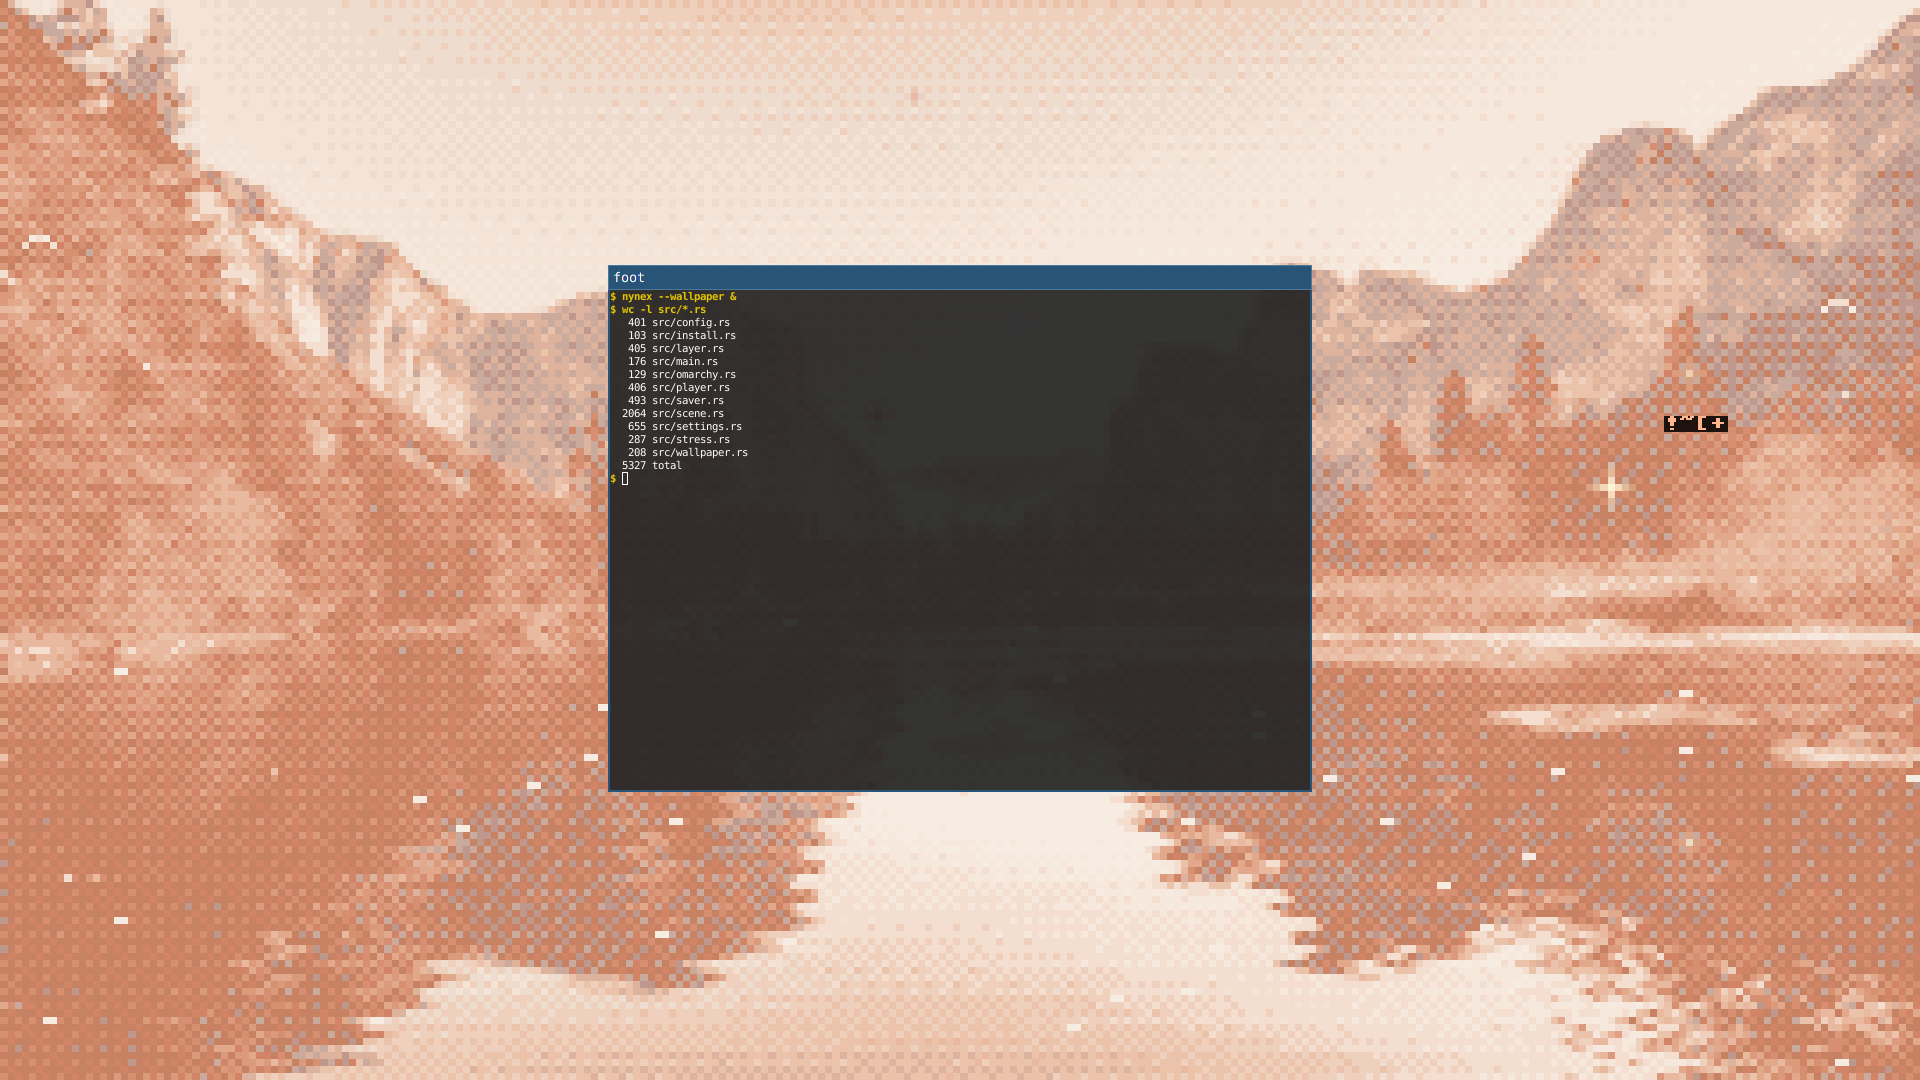 foot
$ nynex --wallpaper &
$ wc -l src/*.rs
401 src/config.rs
103 src/install.rs
405 src/layer.rs
176 src/main.rs
129 src/omarchy.rs
406 src/player.rs
493 src/saver.rs
2064 src/scene.rs
655 src/settings.rs
287 src/stress.rs
208 src/wallpaper.rs
5327 total
$